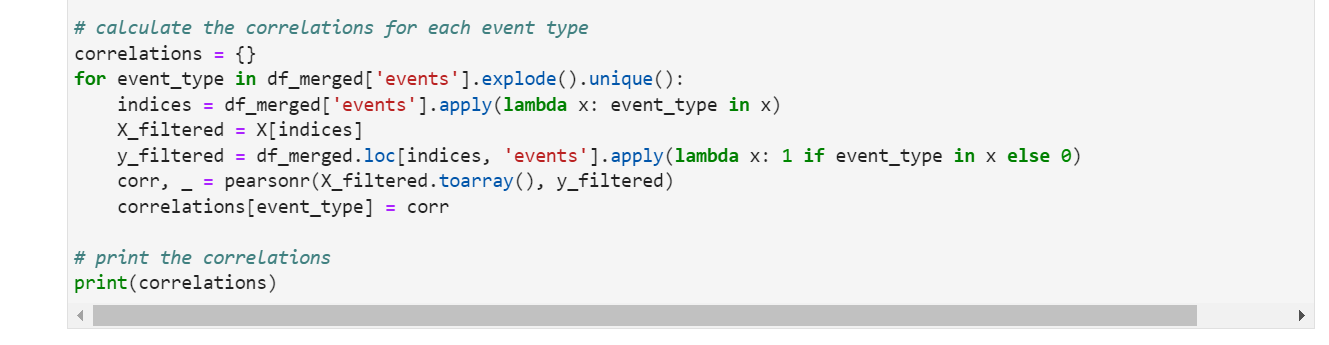 # calculate the correlations for each event type
correlations = {}
for event_type in df_merged['events'].explode().unique():
    indices = df_merged['events'].apply(lambda x: event_type in x)
    X_filtered = X[indices]
    y_filtered = df_merged.loc[indices, 'events'].apply(lambda x: 1 if event_type in x else 0)
    corr, _ = pearsonr(X_filtered.toarray(), y_filtered)
    correlations[event_type] = corr

# print the correlations
print(correlations)